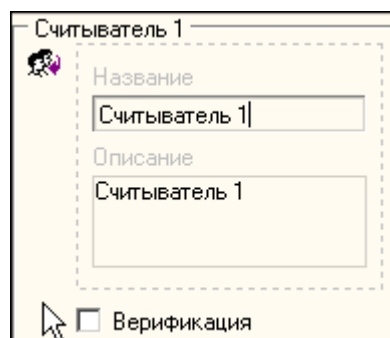 Считыватель 1
Название
Считыватель 1
Описание
Считыватель 1
Верификация